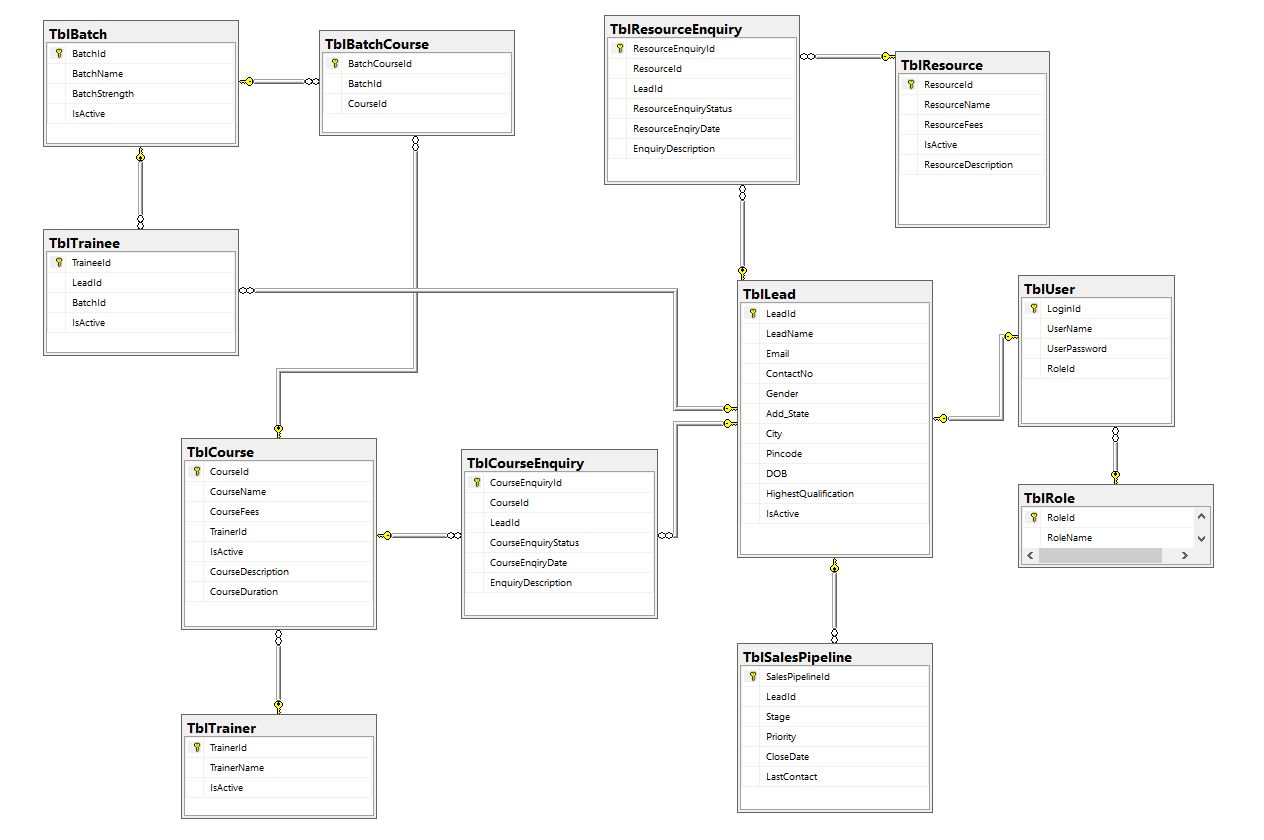 TblBatch
BatchId
BatchName
BatchStrength
IsActive
TblBatchCourse
BatchCourseId
BatchId
CourseId
TblResourceEnquiry
ResourceEnquiryId
ResourceId
LeadId
ResourceEnquiryStatus
ResourceEnqiryDate
EnquiryDescription
TblResource
ResourceId
ResourceName
ResourceFees
IsActive
ResourceDescription
TblTrainee
TraineeId
LeadId
BatchId
IsActive
TblLead
LeadId
LeadName
Email
ContactNo
Gender
Add_State
City
Pincode
DOB
HighestQualification
IsActive
TblUser
LoginId
UserName
UserPassword
RoleId
TblCourse
CourseId
CourseName
CourseFees
TrainerId
IsActive
CourseDescription
CourseDuration
TblCourseEnquiry
CourseEnquiryId
CourseId
LeadId
CourseEnquiryStatus
CourseEnqiryDate
EnquiryDescription
TblRole
RoleId
RoleName
TblTrainer
TrainerId
TrainerName
IsActive
TblSalesPipeline
SalesPipelineId
LeadId
Stage
Priority
CloseDate
LastContact